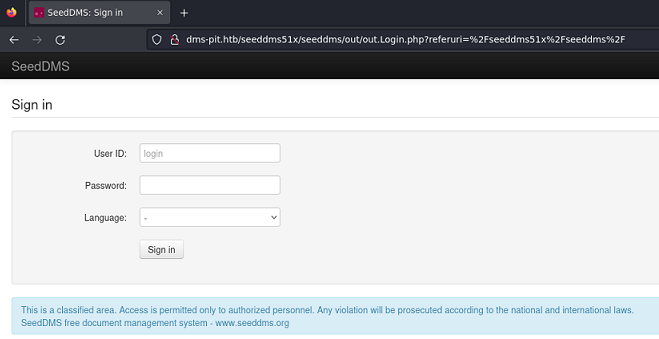 SeedDMS: Sign in
dms-pit.htb/seeddms51x/seeddms/out/out.Login.php?referuri=%2Fseeddms51x%2Fseeddms%2F
SeedDMS
Sign in
User ID: login
Password:
Language: -
Sign in
This is a classified area. Access is permitted only to authorized personnel. Any violation will be prosecuted according to the national and international laws.
SeedDMS free document management system - www.seeddms.org